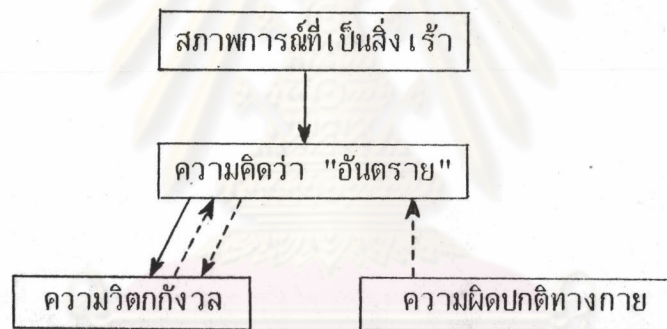 สภาพการณ์ที่เป็นสิ่งเร้า
ความคิดว่า "อันตราย"
ความวิตกกังวล
ความผิดปกติทางกาย